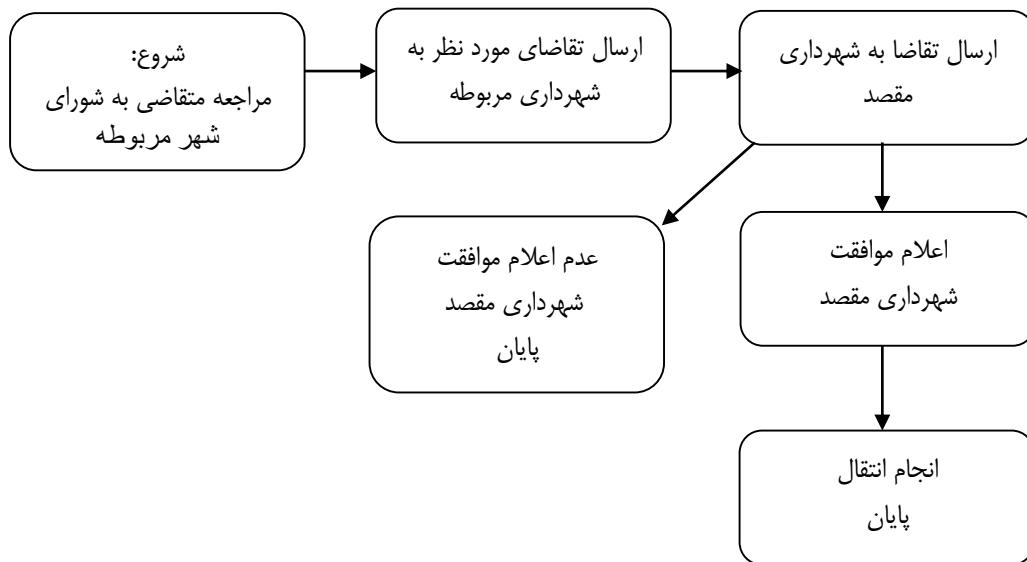 شروع:
مراجعه متقاضی به شورای
شهر مربوطه
ارسال تقاضای مورد نظر به
شهرداری مربوطه
ارسال تقاضا به شهرداری
مقصد
عدم اعلام موافقت
شهرداری مقصد
پایان
اعلام موافقت
شهرداری مقصد
انجام انتقال
پایان